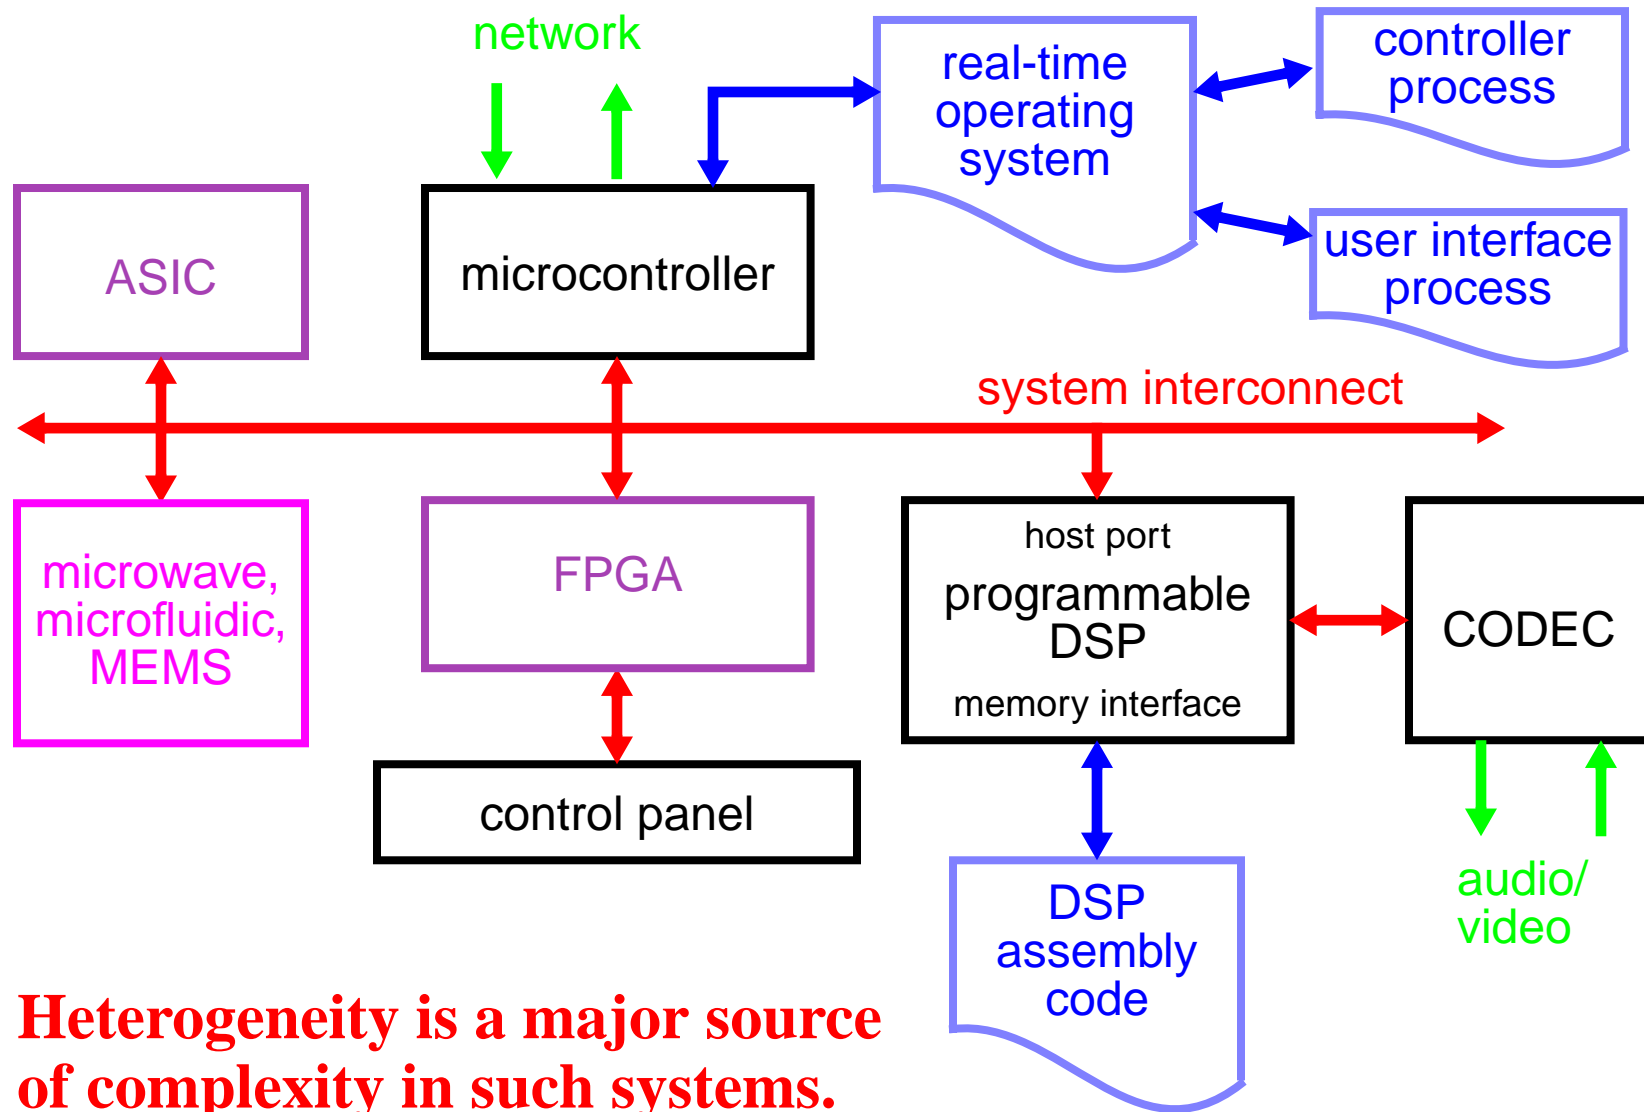 network
real-time
operating
system
controller
process
user interface
process
ASIC
microcontroller
system interconnect
microwave,
microfluidic,
MEMS
FPGA
host port
programmable
DSP
memory interface
CODEC
control panel
DSP
assembly
code
audio/
video
Heterogeneity is a major source
of complexity in such systems.